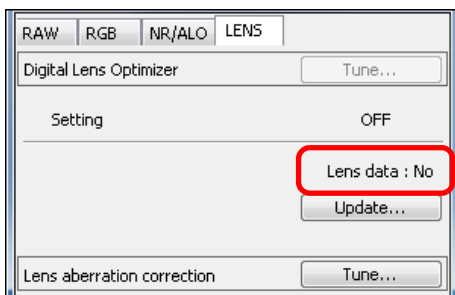 RAW RGB NR/ALO LENS
Digital Lens Optimizer Tune...
Setting OFF
Lens data : No
Update...
Lens aberration correction Tune...